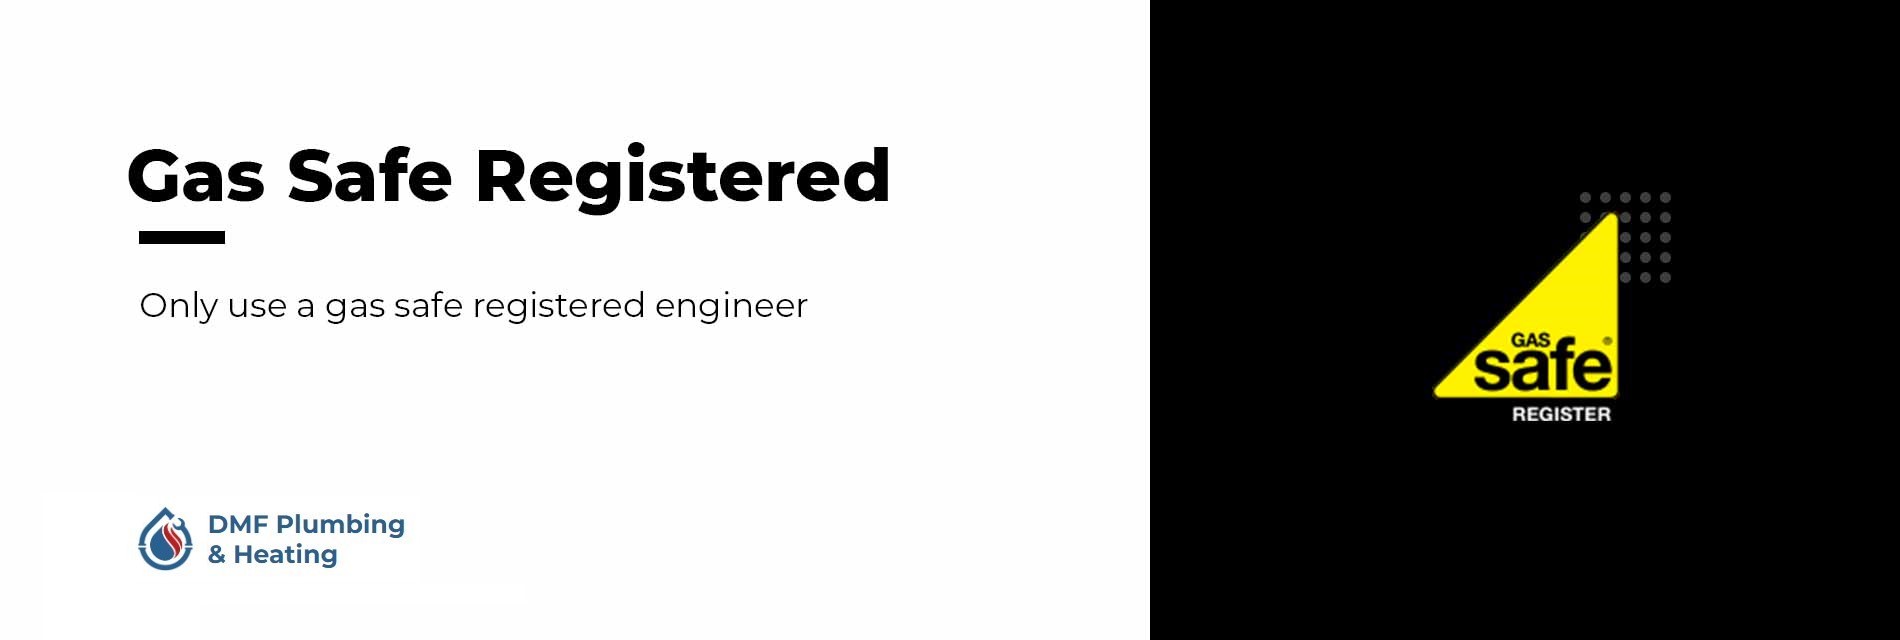 Gas Safe Registered
Only use a gas safe registered engineer
DMF Plumbing
& Heating
GAS
safe®
REGISTER